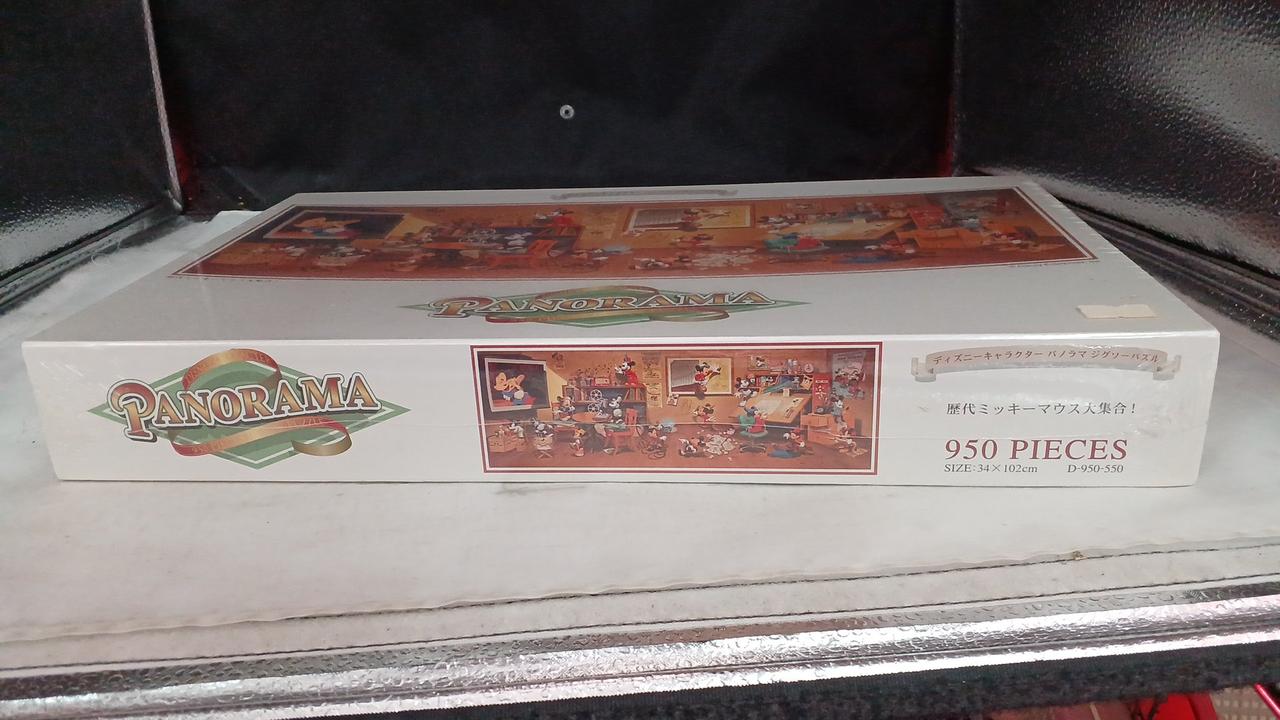 PANORAMA
PANORAMA
ディズニーキャラクター パノラマ ジグソーパズル
歴代ミッキーマウス大集合!
950 PIECES
SIZE:34×102cm D-950-550